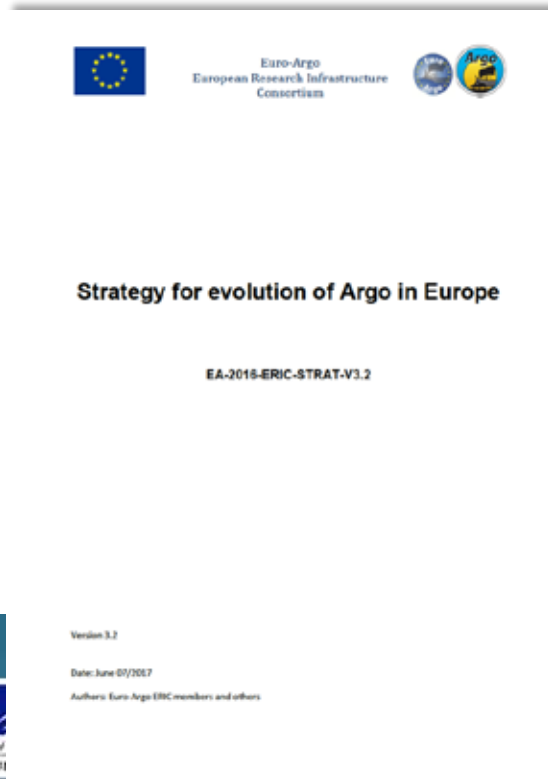 Euro-Argo
European Research Infrastructure
Consortium
Argo
Strategy for evolution of Argo in Europe
EA-2016-ERIC-STRAT-V3.2
Version 3.2
Date: June 07/2017
Authors: Euro-Argo ERIC members and others